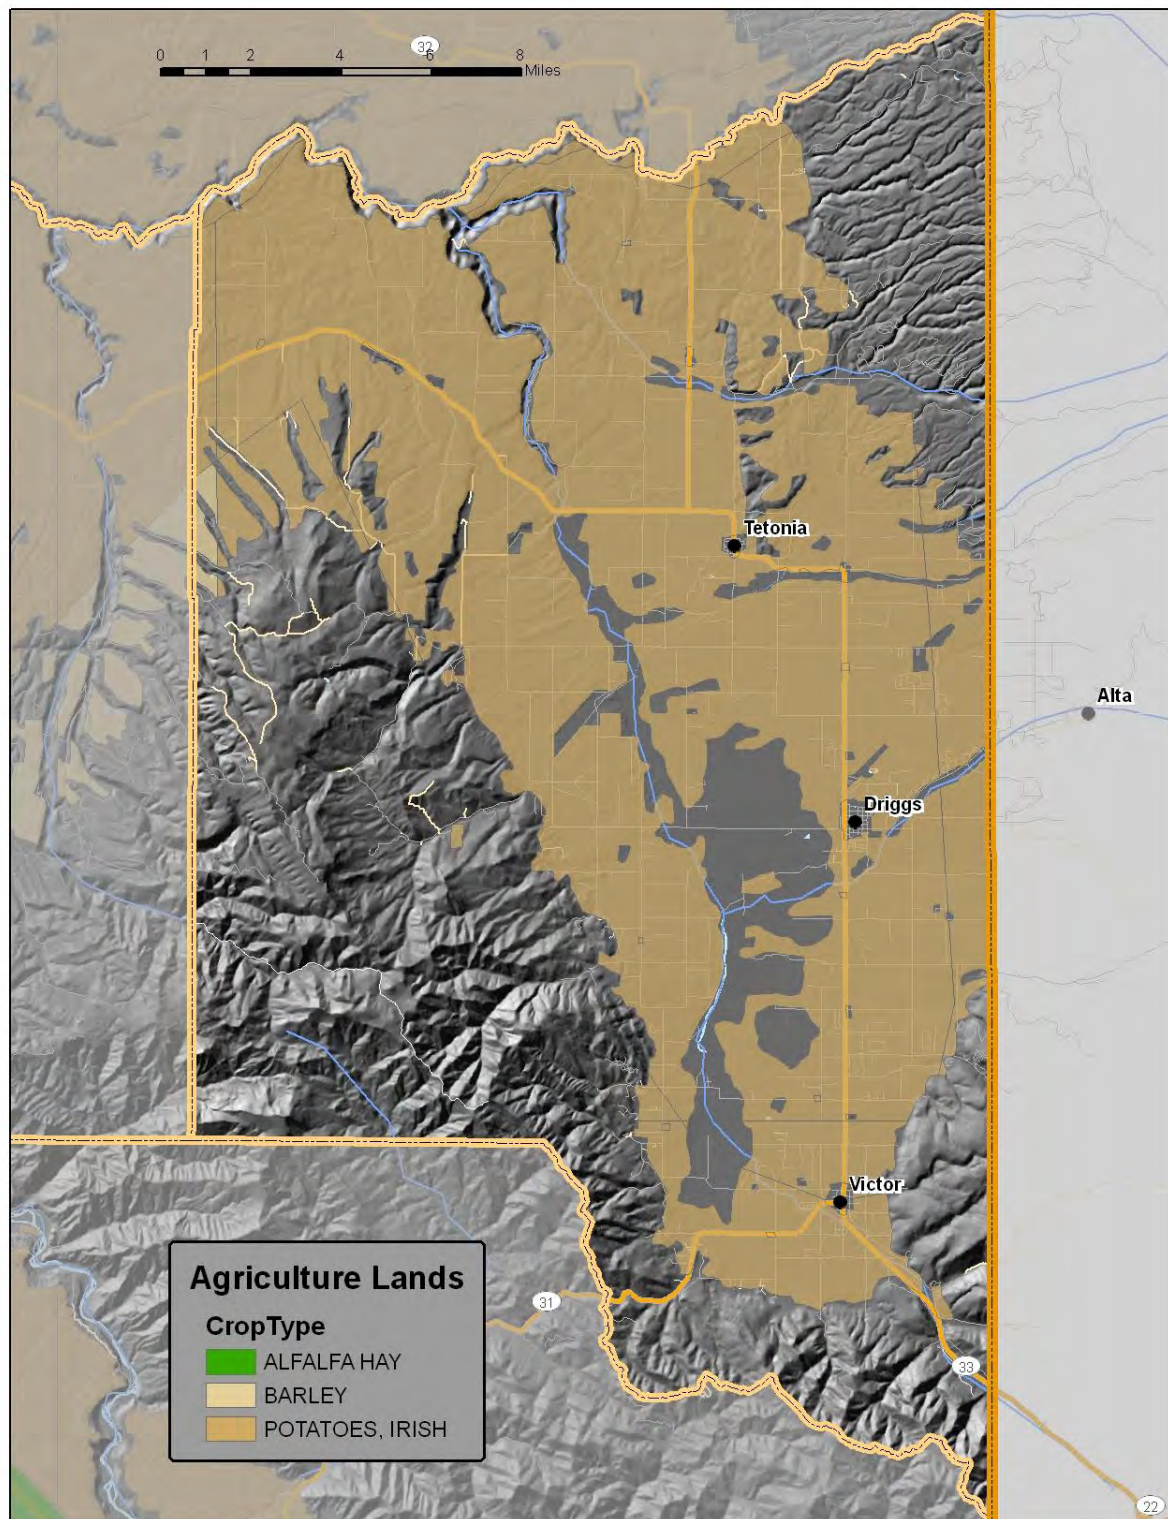 32
0 1 2 4 6 8
Miles
Tetonia
Alta
Driggs
Victor
Agriculture Lands
CropType
ALFALFA HAY
BARLEY
POTATOES, IRISH
31
33
22